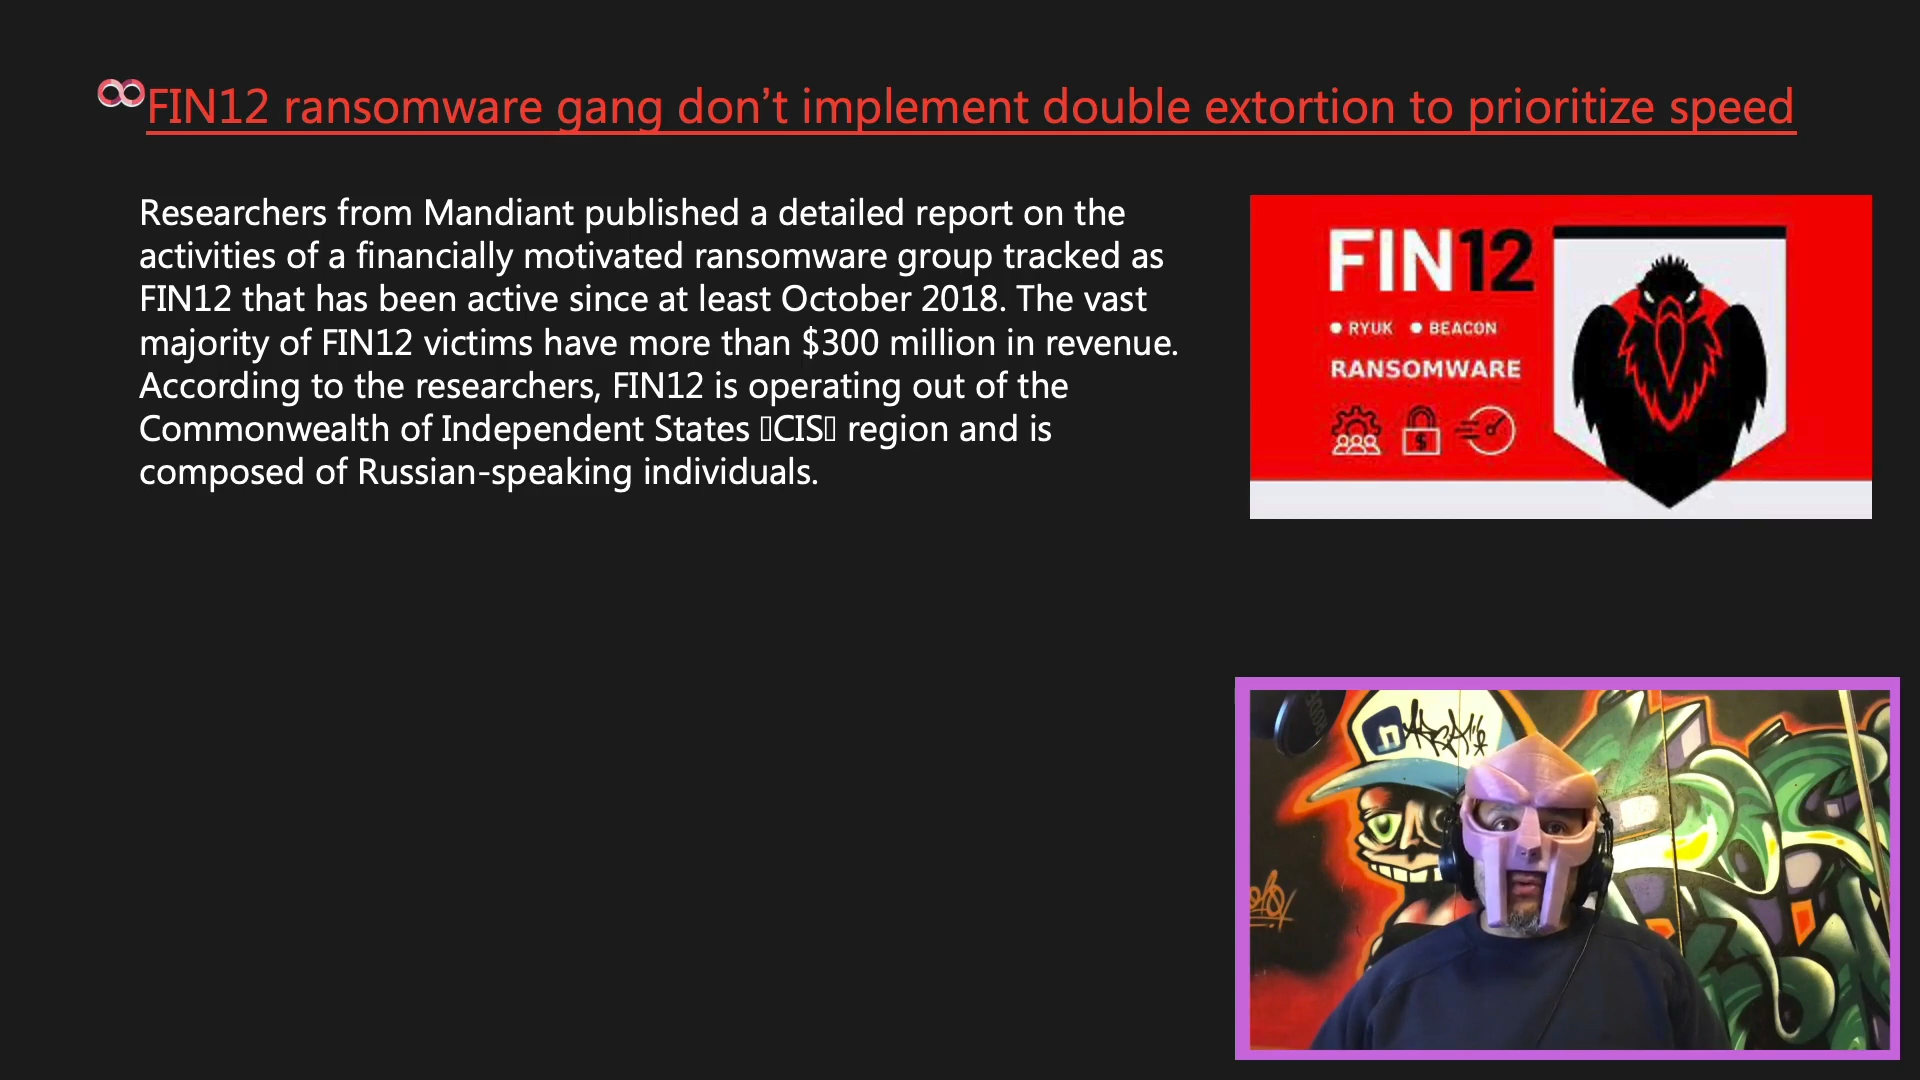 FIN12 ransomware gang don’t implement double extortion to prioritize speed
Researchers from Mandiant published a detailed report on the
activities of a financially motivated ransomware group tracked as
FIN12 that has been active since at least October 2018. The vast
majority of FIN12 victims have more than $300 million in revenue.
According to the researchers, FIN12 is operating out of the
Commonwealth of Independent States CIS region and is
composed of Russian-speaking individuals.
FIN12
RYUK BEACON
RANSOMWARE
$
RODE